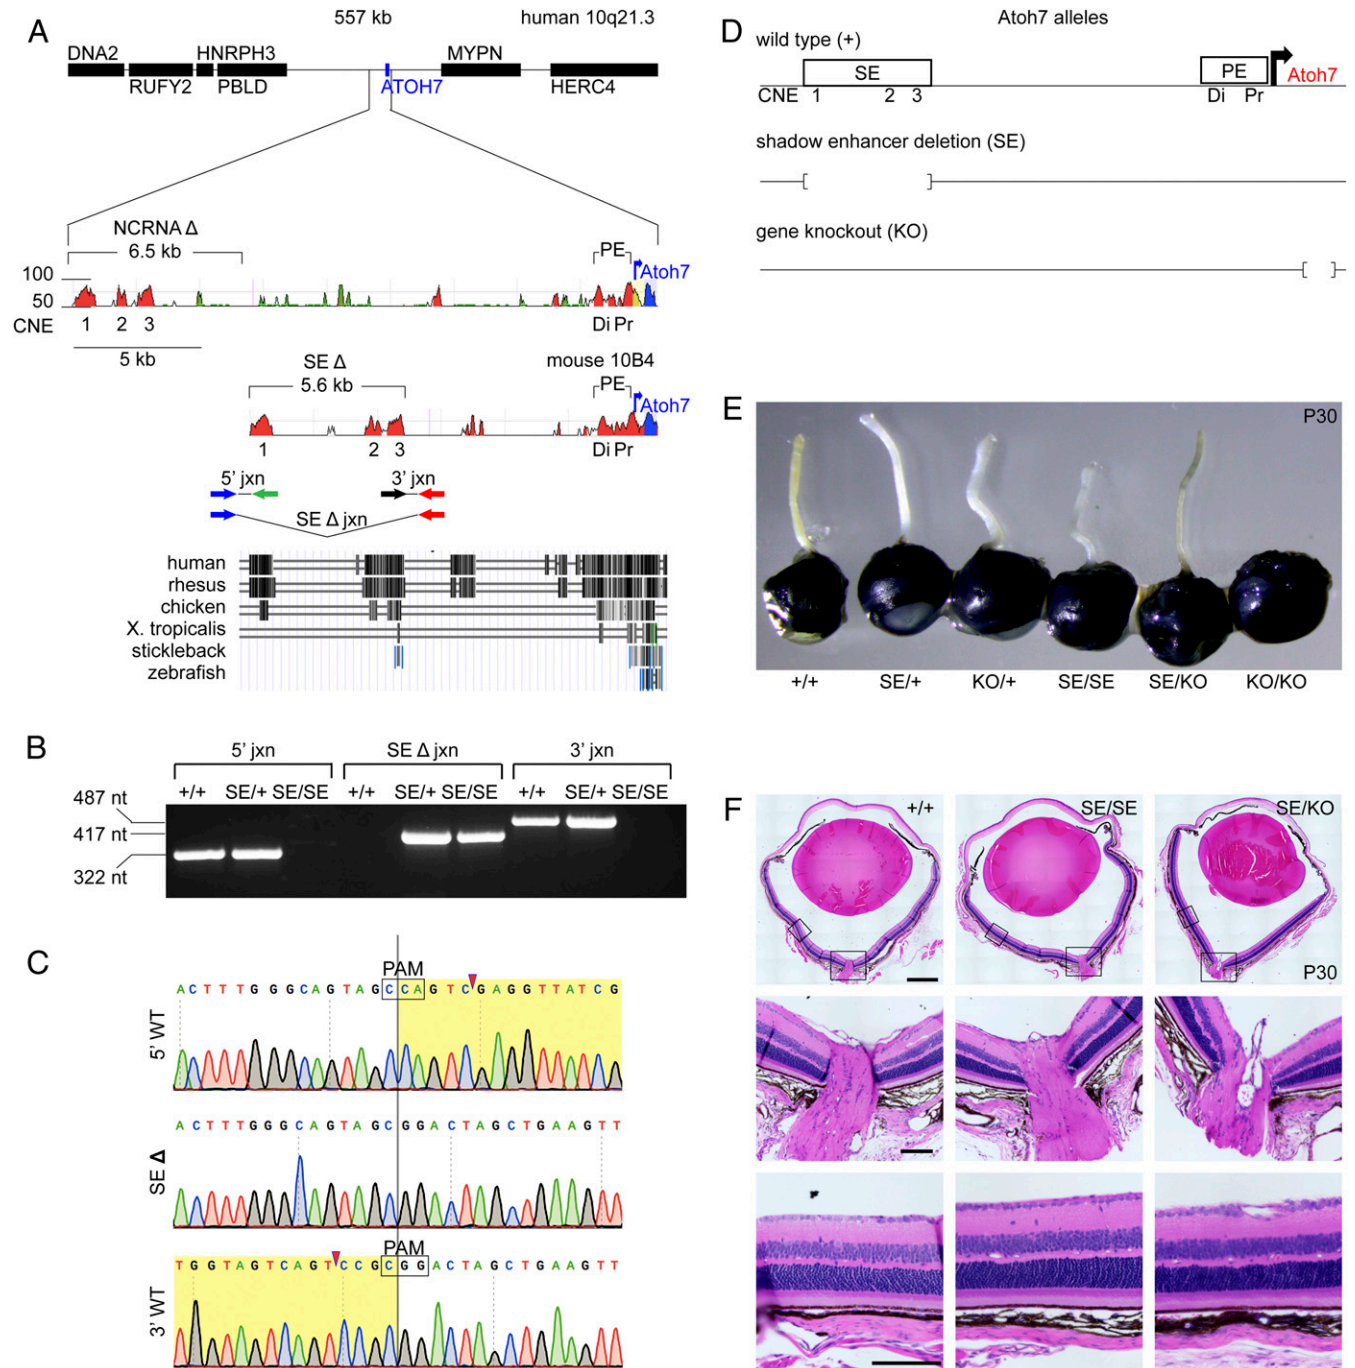 A
557 kb
human 10q21.3
DNA2
HNRPH3
MYPN
RUFY2
PBLD
ATOH7
HERC4
NCRNA Δ
6.5 kb
PE
Atoh7
100
50
CNE
1 2 3
Di Pr
5 kb
SE Δ
mouse 10B4
5.6 kb
PE
Atoh7
1 2 3
Di Pr
5' jxn
3' jxn
SE Δ jxn
human
rhesus
chicken
X. tropicalis
stickleback
zebrafish
B
5' jxn
SE Δ jxn
3' jxn
+/+ SE/+ SE/SE
+/+ SE/+ SE/SE
+/+ SE/+ SE/SE
487 nt
417 nt
322 nt
C
PAM
ACTTTGGGCAGTAGCCAGTCGAGGTTATCG
5' WT
ACTTTGGGCAGTAGCGGACTAGCTGAAGTT
SE Δ
PAM
TGGTAGTCAGTCCGCGGACTAGCTGAAGTT
3' WT
D
Atoh7 alleles
wild type (+)
SE
PE
Atoh7
CNE 1 2 3
Di Pr
shadow enhancer deletion (SE)
gene knockout (KO)
E
P30
+/+ SE/+ KO/+ SE/SE SE/KO KO/KO
F
+/+
SE/SE
SE/KO
P30